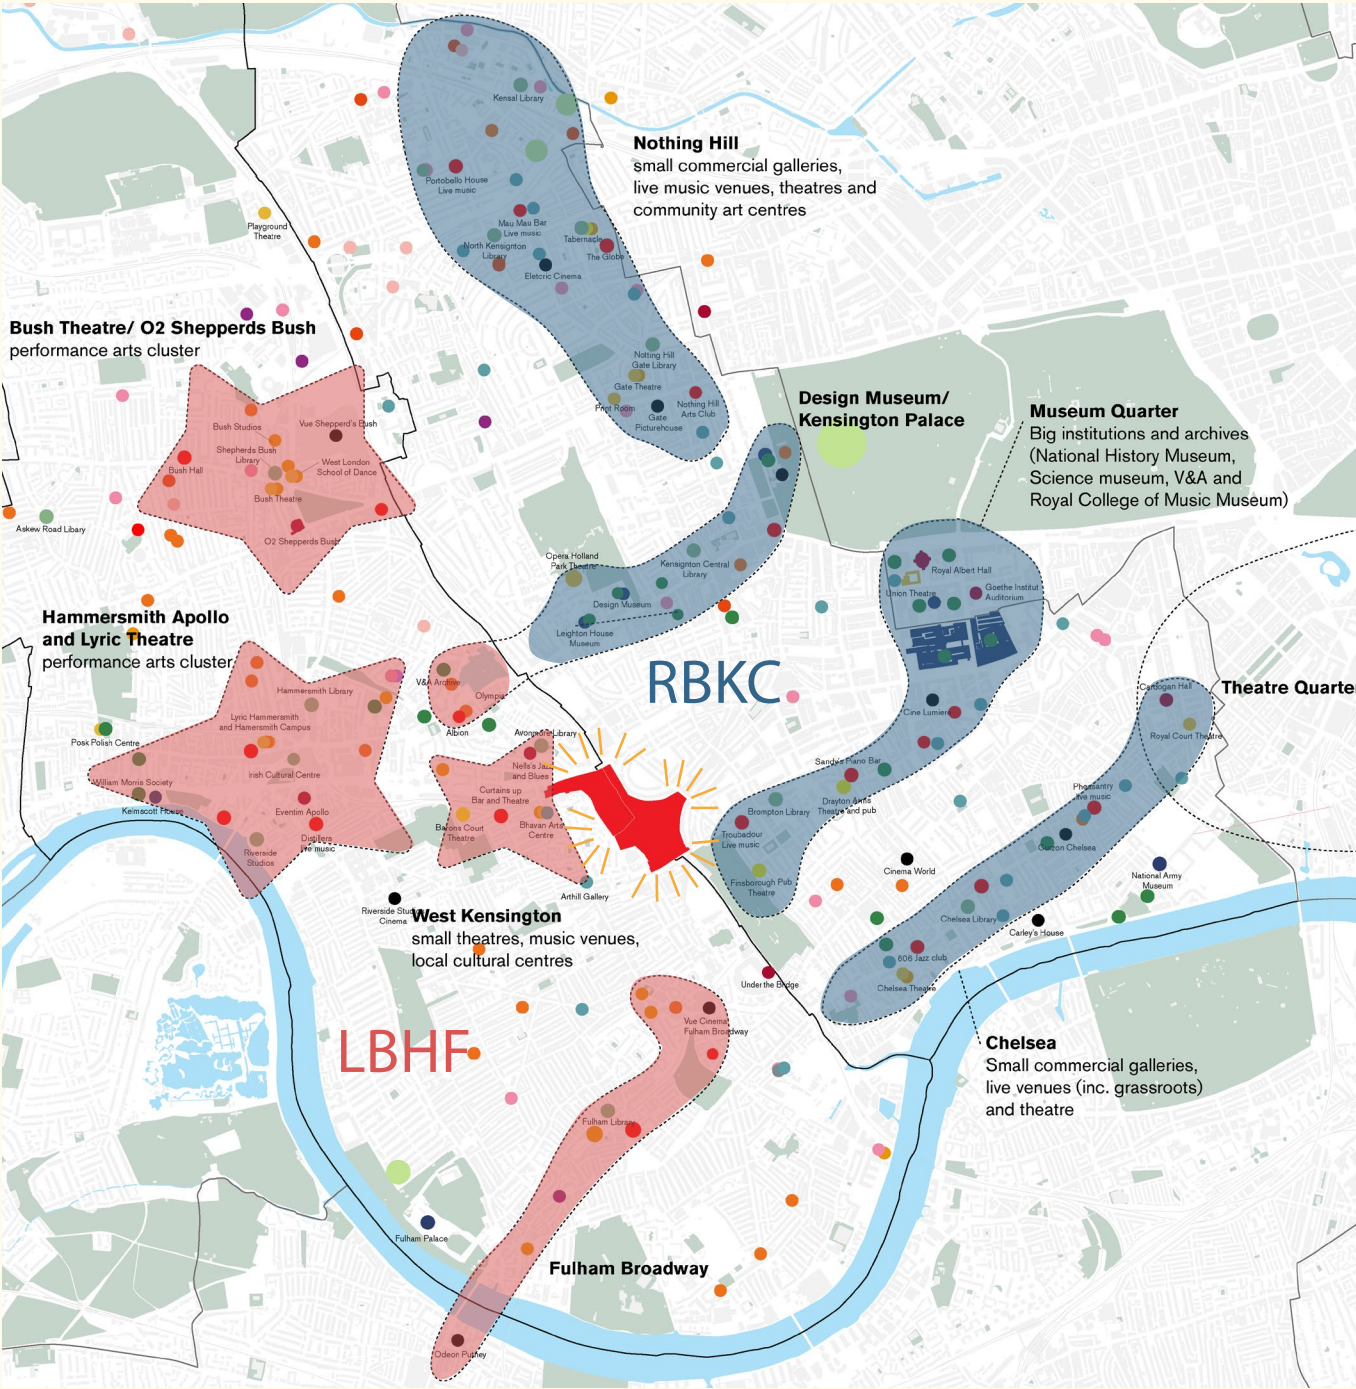 Kensal Library
Nothing Hill
small commercial galleries,
live music venues, theatres and
community art centres
Portobello House
Live music
Playground
Theatre
Mau Mau Bar
Live music
Tabernacle
North Kensignton
Library
The Globe
Eletcric Cinema
Bush Theatre/ O2 Shepperds Bush
performance arts cluster
Notting Hill
Gate Library
Gate Theatre
Print Room
Gate
Picturehouse
Nothing Hill
Arts Club
Design Museum/
Kensington Palace
Museum Quarter
Big institutions and archives
(National History Museum,
Science museum, V&A and
Royal College of Music Museum)
Bush Studios
Vue Shepperd's Bush
Shepherds Bush
Library
West London
School of Dance
Bush Hall
Bush Theatre
O2 Shepperds Bush
Askew Road Libary
Opera Holland
Park Theatre
Kensignton Central
Library
Design Museum
Leighton House
Museum
Royal Albert Hall
Union Theatre
Goethe Institut
Auditorium
Hammersmith Apollo
and Lyric Theatre
performance arts cluster
RBKC
V&A Archive
Olympia
Albion
Hammersmith Library
Lyric Hammersmith
and Hamersmith Campus
Posk Polish Centre
Irish Cultural Centre
William Morris Society
Kelmscott House
Eventim Apollo
Distillers
live music
Riverside
Studios
Cadogan Hall
Theatre Quarte
Royal Court Theatre
Cine Lumiere
Avonmore Library
Nells's Jazz
and Blues
Curtains up
Bar and Theatre
Barons Court
Theatre
Bhavan Arts
Centre
Sandy's Piano Bar
Drayton Arms
Theatre and pub
Brompton Library
Troubadour
Live music
Finsborough Pub
Theatre
Pheasantry
live music
Curzon Chelsea
Cinema World
National Army
Museum
Arthill Gallery
Riverside Studios
Cinema
West Kensington
small theatres, music venues,
local cultural centres
Chelsea Library
Carley's House
606 Jazz club
Chelsea Theatre
Under the Bridge
LBHF
Vue Cinema
Fulham Broadway
Chelsea
Small commercial galleries,
live venues (inc. grassroots)
and theatre
Fulham Library
Fulham Palace
Fulham Broadway
Odeon Putney